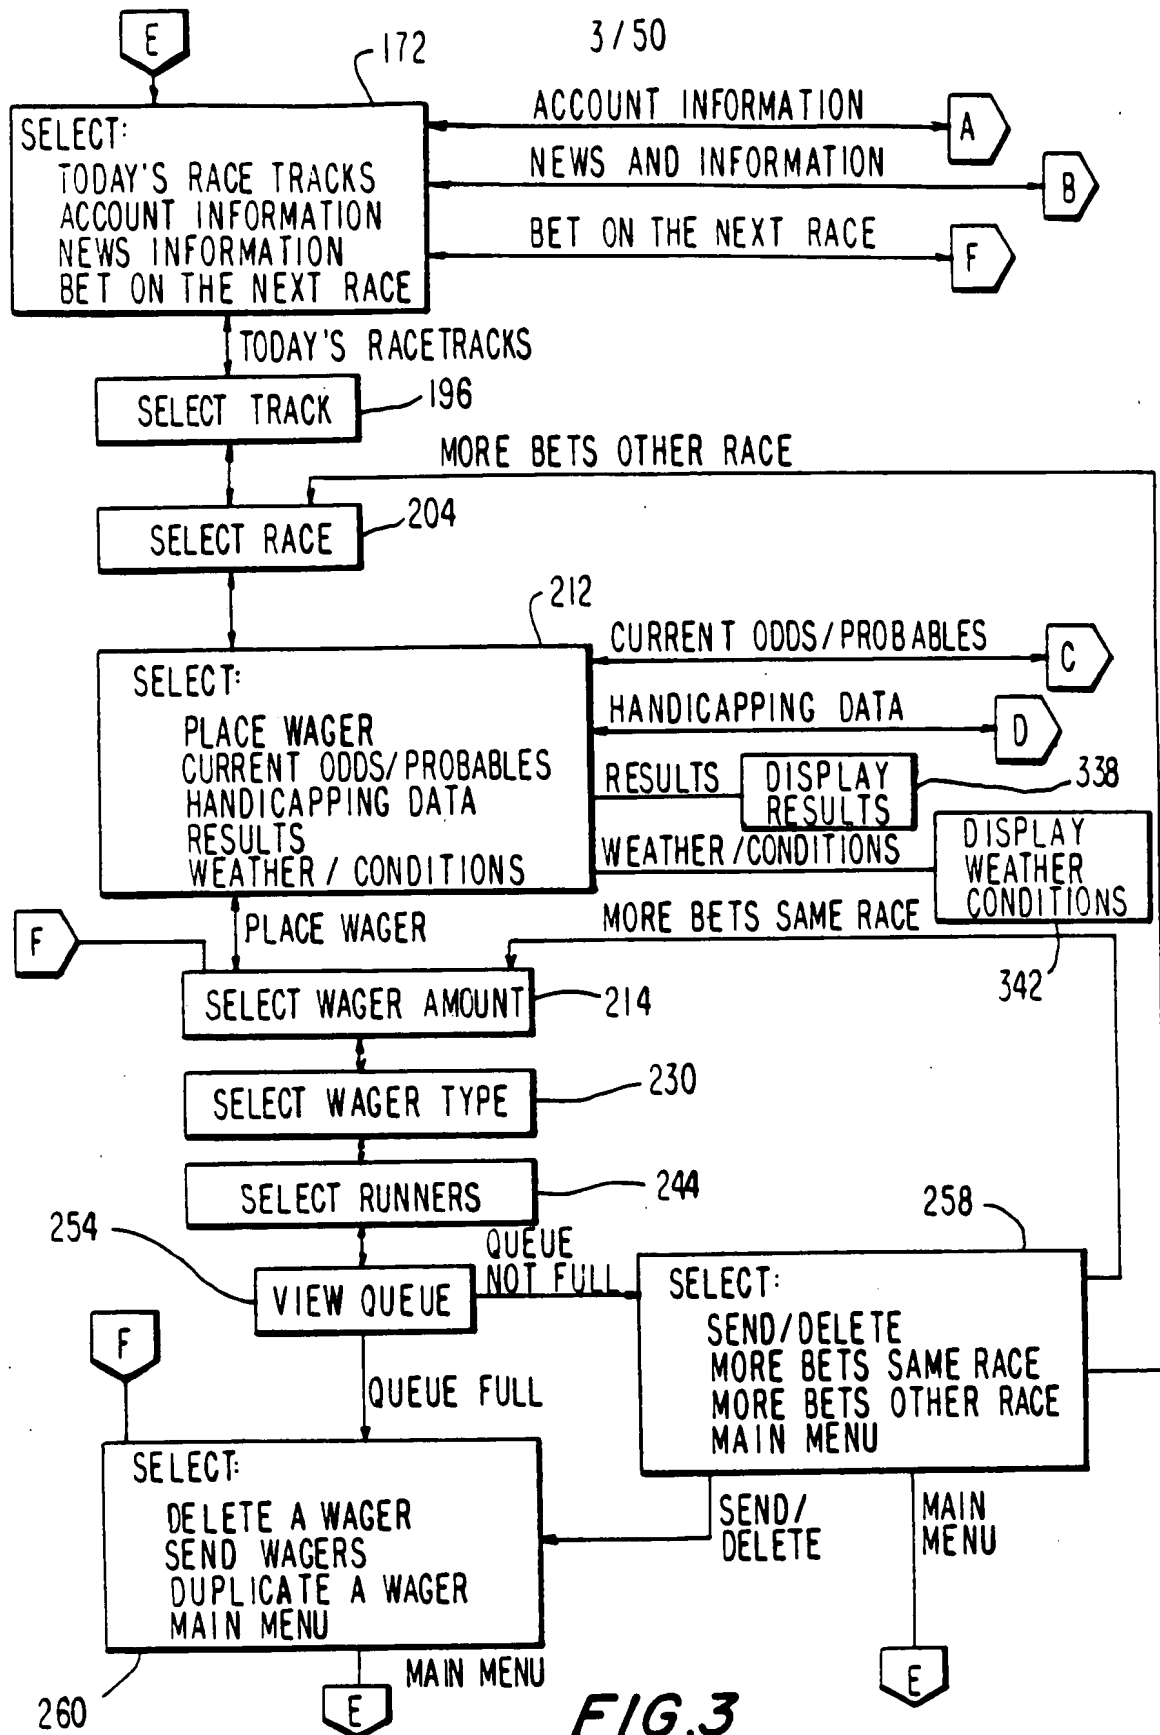 E
3/50
172
SELECT:
TODAY'S RACE TRACKS
ACCOUNT INFORMATION
NEWS INFORMATION
BET ON THE NEXT RACE
ACCOUNT INFORMATION
A
NEWS AND INFORMATION
B
BET ON THE NEXT RACE
F
TODAY'S RACETRACKS
SELECT TRACK
196
MORE BETS OTHER RACE
SELECT RACE
204
212
SELECT:
PLACE WAGER
CURRENT ODDS/PROBABLES
HANDICAPPING DATA
RESULTS
WEATHER / CONDITIONS
CURRENT ODDS/PROBABLES
C
HANDICAPPING DATA
D
RESULTS
DISPLAY
RESULTS
338
WEATHER/CONDITIONS
DISPLAY
WEATHER
CONDITIONS
342
F
PLACE WAGER
MORE BETS SAME RACE
SELECT WAGER AMOUNT
214
SELECT WAGER TYPE
230
SELECT RUNNERS
244
254
VIEW QUEUE
QUEUE
NOT FULL
258
SELECT:
SEND/DELETE
MORE BETS SAME RACE
MORE BETS OTHER RACE
MAIN MENU
F
QUEUE FULL
SELECT:
DELETE A WAGER
SEND WAGERS
DUPLICATE A WAGER
MAIN MENU
SEND/
DELETE
MAIN
MENU
260
MAIN MENU
E
E
FIG.3